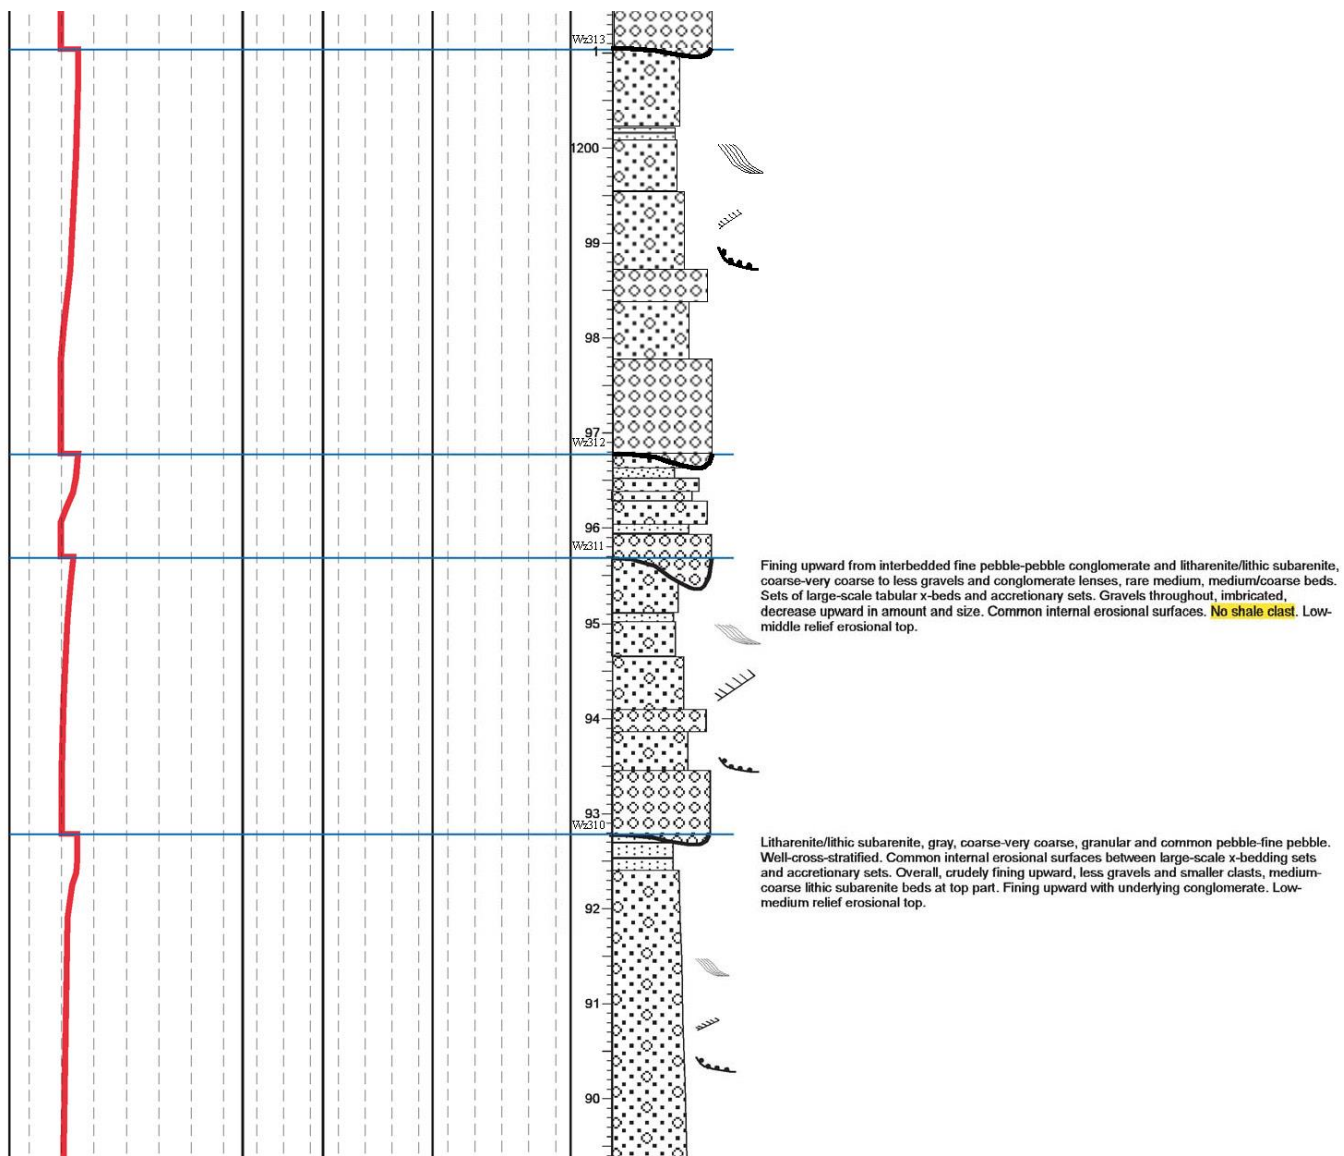 Wz313
1
1200
99
98
97
Wz312
96
Wz311
Fining upward from interbedded fine pebble-pebble conglomerate and litharenite/lithic subarenite,
coarse-very coarse to less gravels and conglomerate lenses, rare medium, medium/coarse beds.
Sets of large-scale tabular x-beds and accretionary sets. Gravels throughout, imbricated,
decrease upward in amount and size. Common internal erosional surfaces. No shale clast. Low-
middle relief erosional top.
95
94
93
Wz310
Litharenite/lithic subarenite, gray, coarse-very coarse, granular and common pebble-fine pebble.
Well-cross-stratified. Common internal erosional surfaces between large-scale x-bedding sets
and accretionary sets. Overall, crudely fining upward, less gravels and smaller clasts, medium-
coarse lithic subarenite beds at top part. Fining upward with underlying conglomerate. Low-
medium relief erosional top.
92
91
90